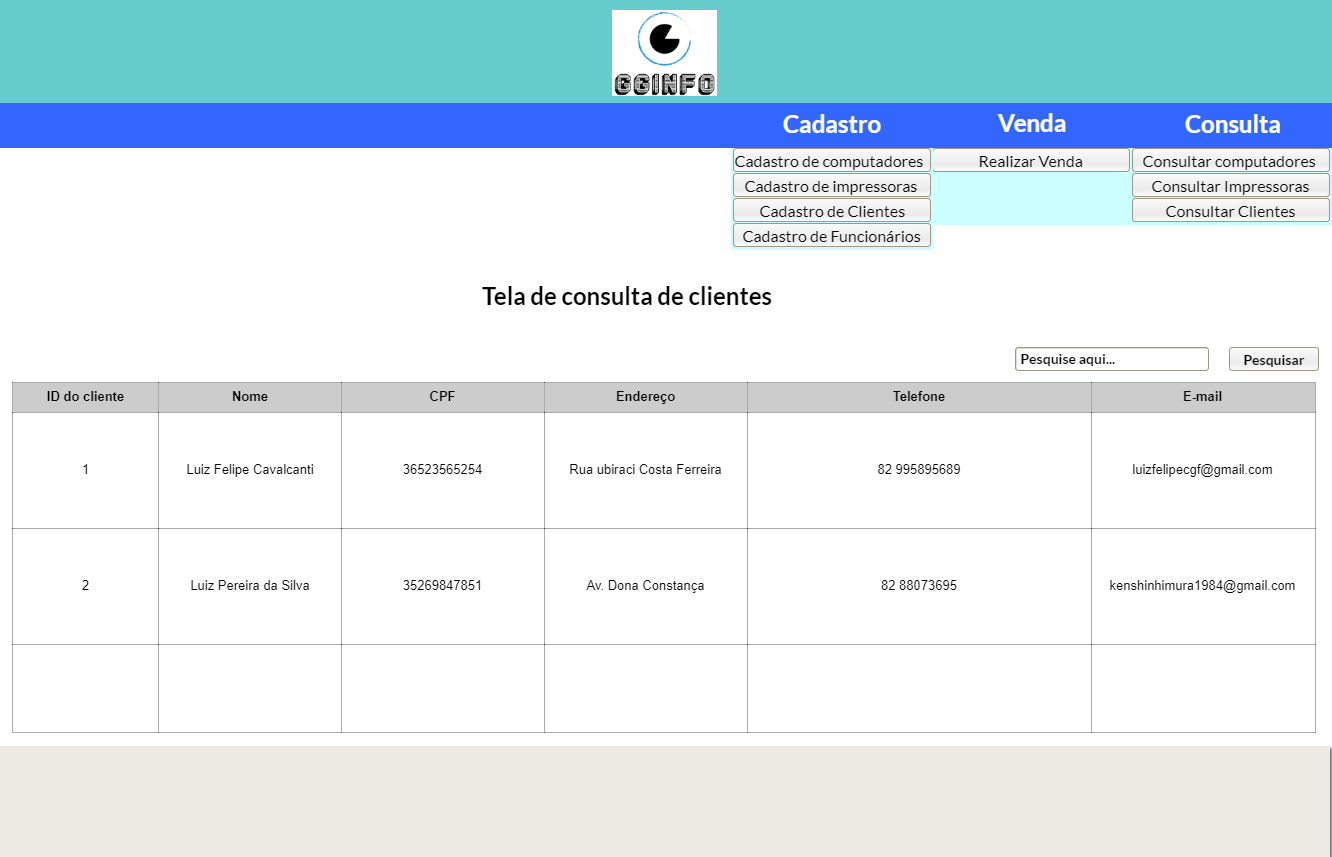 GGINFO
Cadastro Venda Consulta
Cadastro de computadores Realizar Venda Consultar computadores
Cadastro de impressoras Consultar Impressoras
Cadastro de Clientes Consultar Clientes
Cadastro de Funcionários
Tela de consulta de clientes
Pesquise aqui... Pesquisar
ID do cliente Nome CPF Endereço Telefone E-mail
1 Luiz Felipe Cavalcanti 36523565254 Rua ubiraci Costa Ferreira 82 995895689 luizfelipecgf@gmail.com
2 Luiz Pereira da Silva 35269847851 Av. Dona Constança 82 88073695 kenshinhimura1984@gmail.com